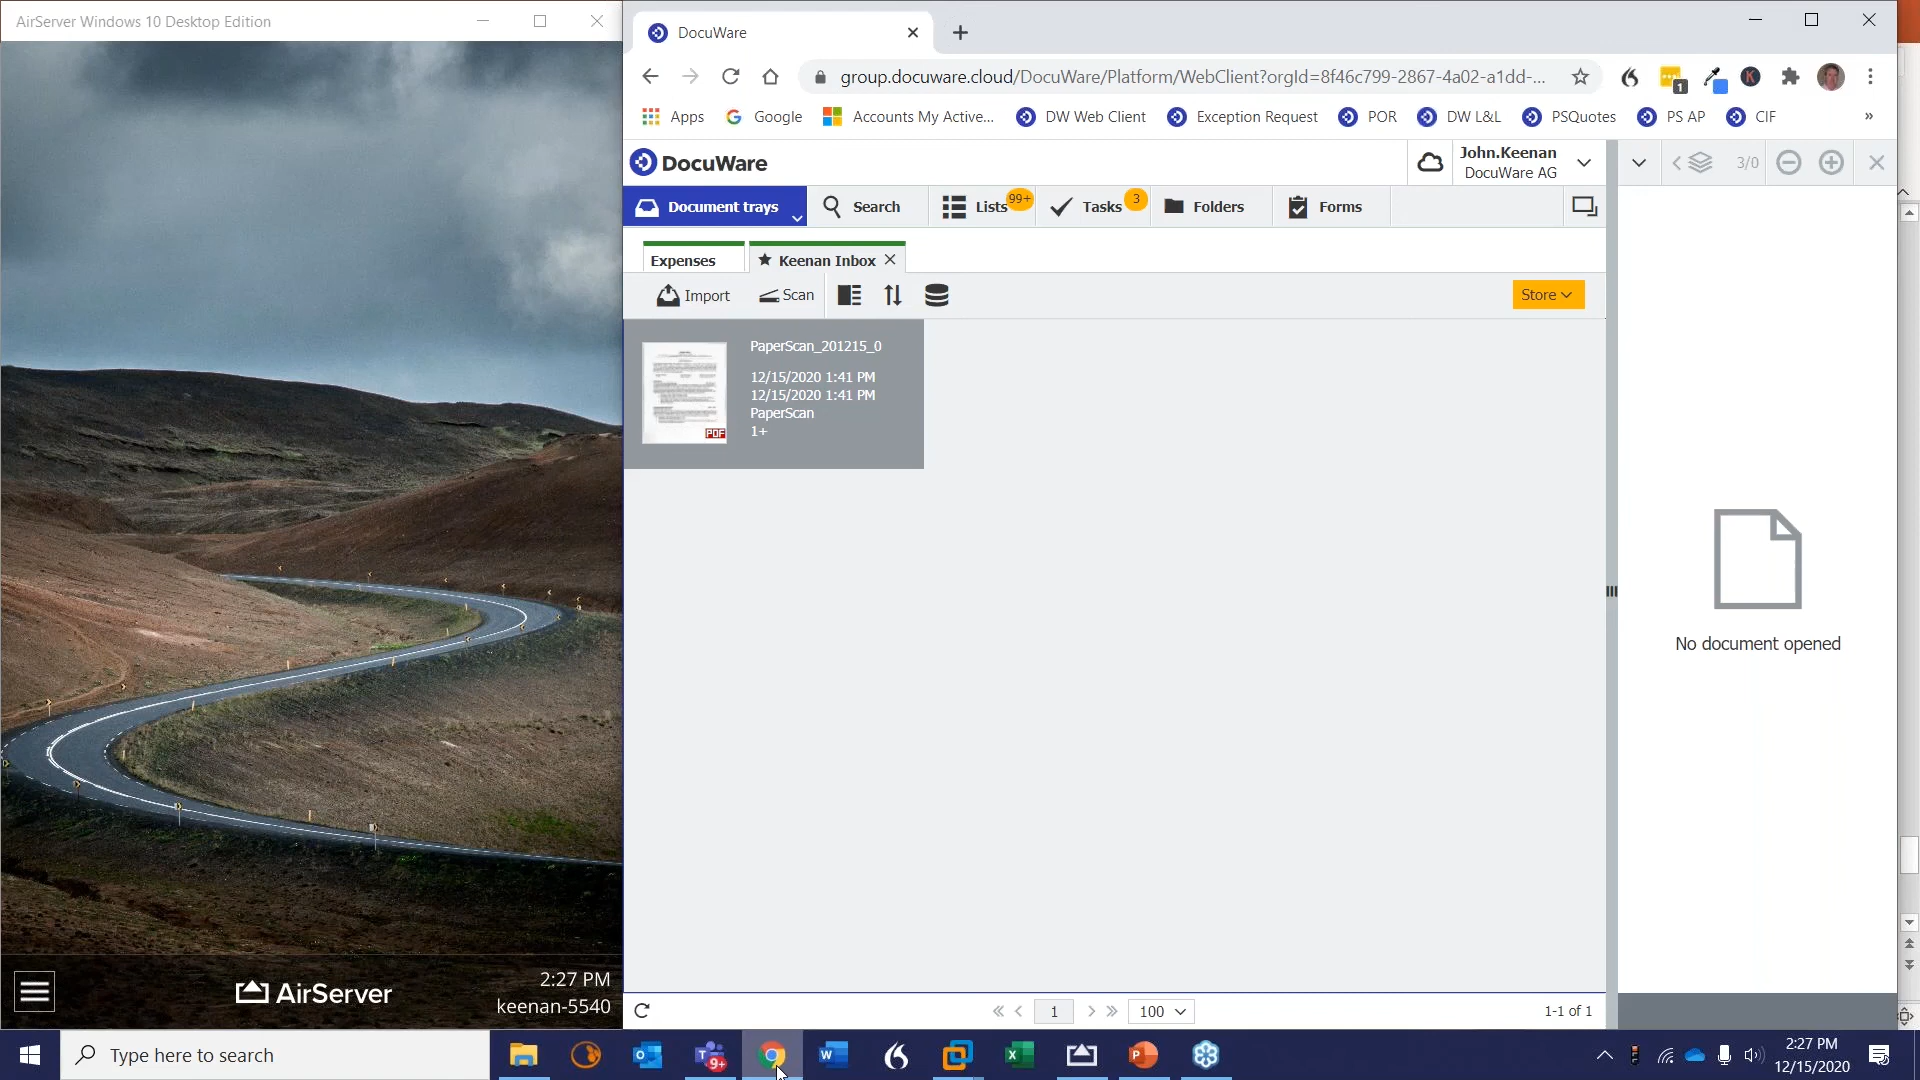 AirServer Windows 10 Desktop Edition
DocuWare
group.docuware.cloud/DocuWare/Platform/WebClient?orgId=8f46c799-2867-4a02-a1dd-...
1
K
Apps
Google
Accounts My Active...
DW Web Client
Exception Request
POR
DW L&L
PSQuotes
PS AP
CIF
»
DocuWare
John.Keenan
DocuWare AG
3/0
Document trays
Search
Lists
99+
Tasks
3
Folders
Forms
Expenses
Keenan Inbox
Import
Scan
Store
PaperScan_201215_0
12/15/2020 1:41 PM
12/15/2020 1:41 PM
PaperScan
1+
PDF
No document opened
AirServer
2:27 PM
keenan-5540
1
100
1-1 of 1
Type here to search
9+
2:27 PM
12/15/2020